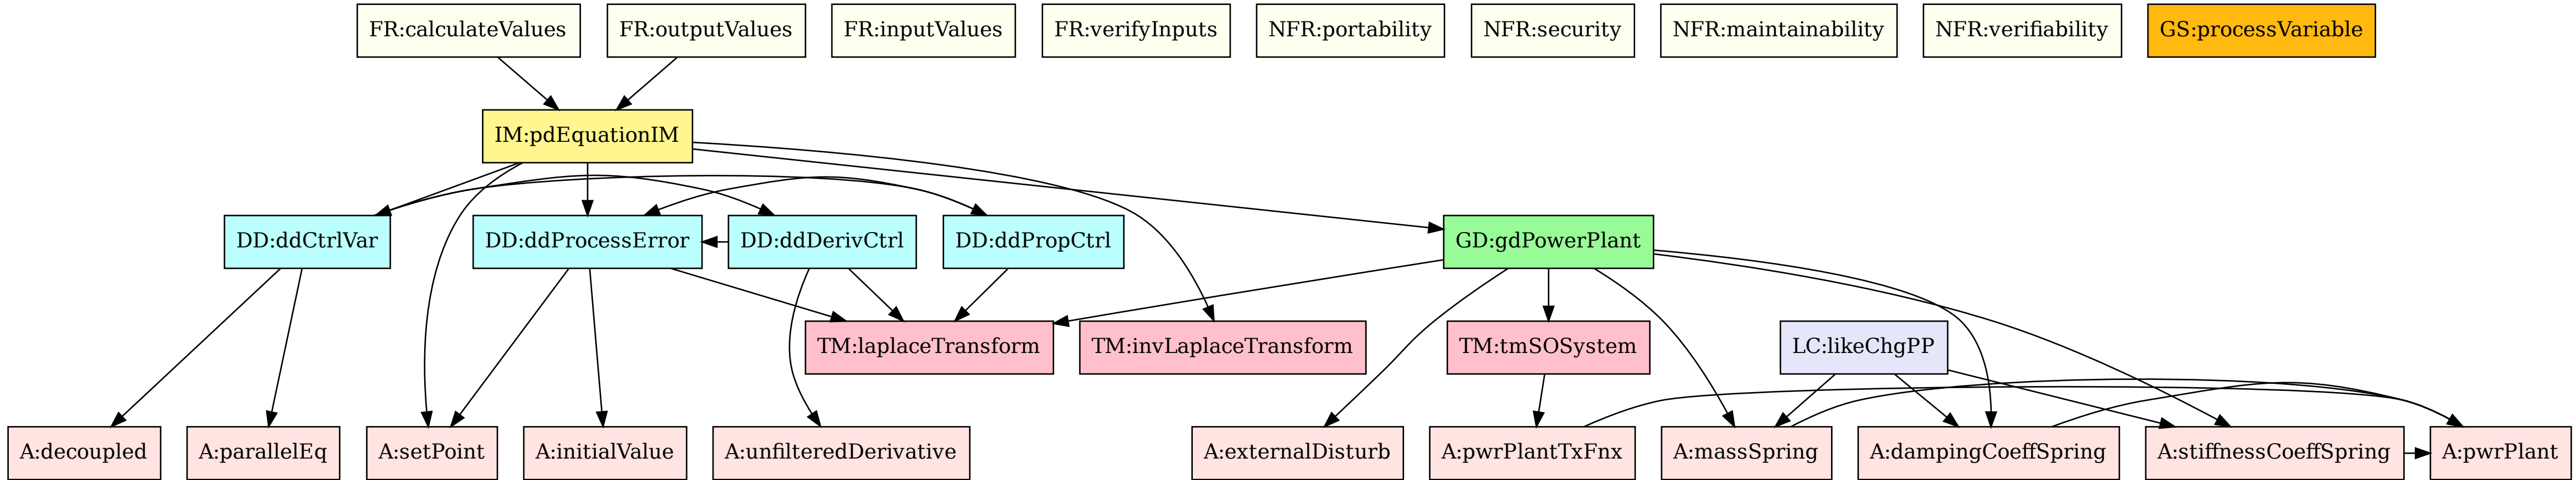 FR:calculateValues
FR:outputValues
FR:inputValues
FR:verifyInputs
NFR:portability
NFR:security
NFR:maintainability
NFR:verifiability
GS:processVariable
IM:pdEquationIM
DD:ddCtrlVar
DD:ddProcessError
DD:ddDerivCtrl
DD:ddPropCtrl
GD:gdPowerPlant
TM:laplaceTransform
TM:invLaplaceTransform
TM:tmSOSystem
LC:likeChgPP
A:decoupled
A:parallelEq
A:setPoint
A:initialValue
A:unfilteredDerivative
A:externalDisturb
A:pwrPlantTxFnx
A:massSpring
A:dampingCoeffSpring
A:stiffnessCoeffSpring
A:pwrPlant